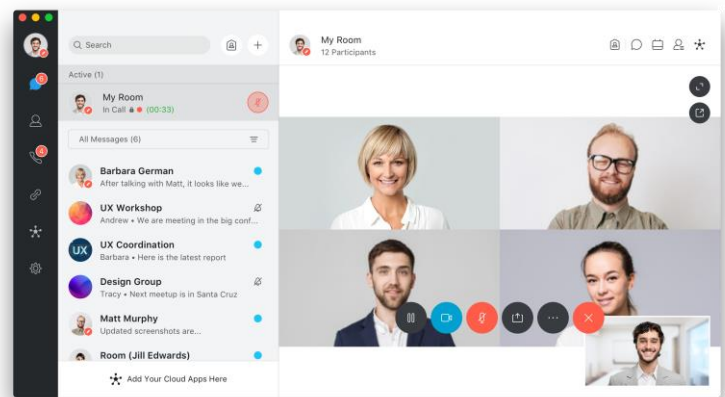 Search
My Room
12 Participants
Active (1)
6
My Room
In Call (00:33)
All Messages (6)
4
Barbara German
After talking with Matt, it looks like we...
UX Workshop
Andrew • We are meeting in the big conf...
UX
UX Coordination
Barbara • Here is the latest report
Design Group
Tracy • Next meetup is in Santa Cruz
Matt Murphy
Updated screenshots are...
Room (Jill Edwards)
Add Your Cloud Apps Here